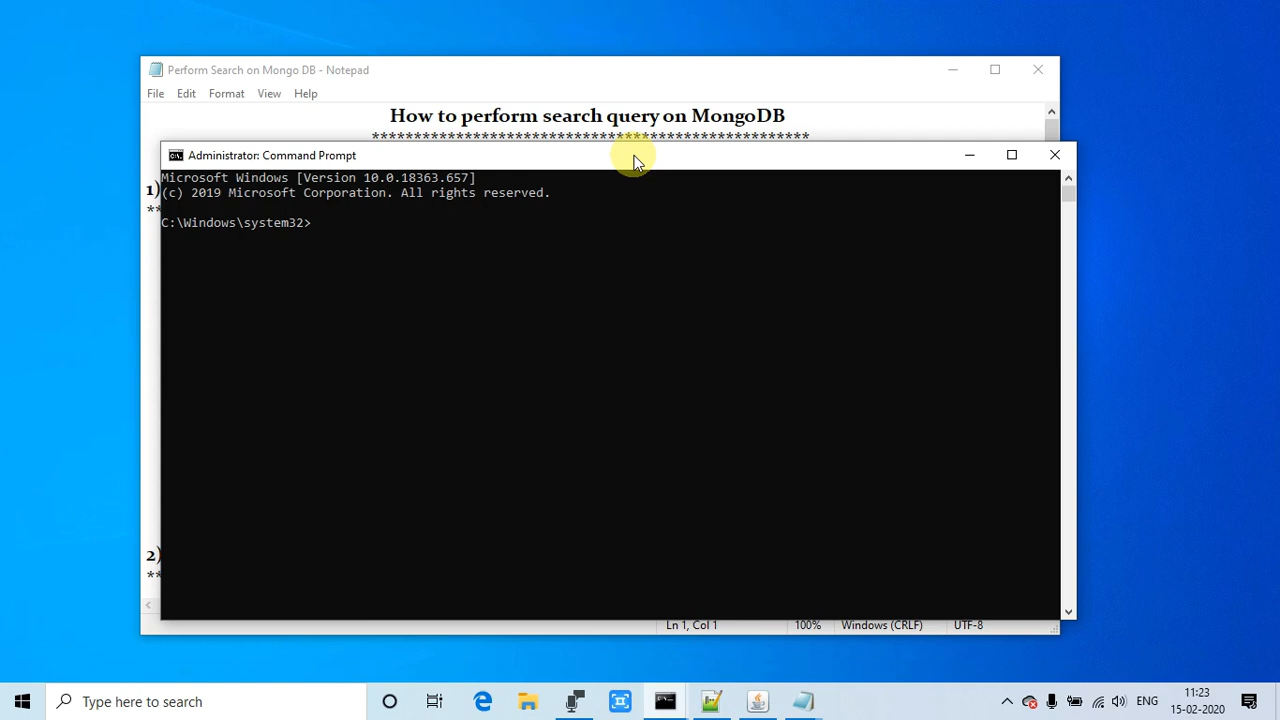 Perform Search on Mongo DB - Notepad
File Edit Format View Help
How to perform search query on MongoDB
****************************************************
Administrator: Command Prompt
Microsoft Windows [Version 10.0.18363.657]
(c) 2019 Microsoft Corporation. All rights reserved.
1)
**
C:\Windows\system32>
2)
**
Ln 1, Col 1 100% Windows (CRLF) UTF-8
Type here to search
ENG
11:23
15-02-2020